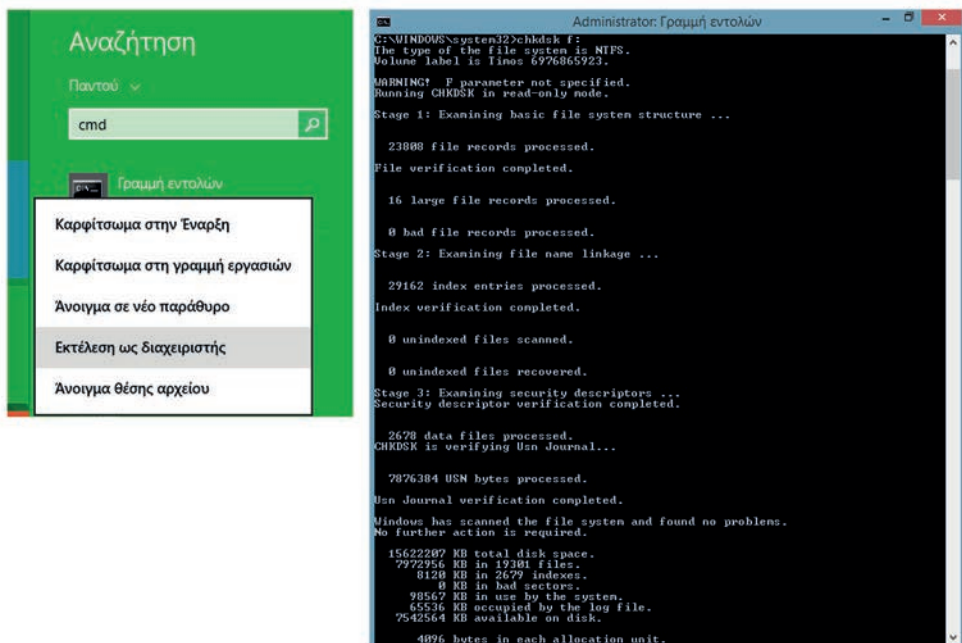 Αναζήτηση
Παντού
cmd
Γραμμή εντολών
Καρφίτσωμα στην Έναρξη
Καρφίτσωμα στη γραμμή εργασιών
Άνοιγμα σε νέο παράθυρο
Εκτέλεση ως διαχειριστής
Άνοιγμα θέσης αρχείου
Administrator: Γραμμή εντολών
C:\WINDOWS\system32>chkdsk f:
The type of the file system is NTFS.
Volume label is Timos 6976865923.
WARNING! F parameter not specified.
Running CHKDSK in read-only mode.
Stage 1: Examining basic file system structure ...
23808 file records processed.
File verification completed.
16 large file records processed.
0 bad file records processed.
Stage 2: Examining file name linkage ...
29162 index entries processed.
Index verification completed.
0 unindexed files scanned.
0 unindexed files recovered.
Stage 3: Examining security descriptors ...
Security descriptor verification completed.
2678 data files processed.
CHKDSK is verifying Usn Journal...
7876384 USN bytes processed.
Usn Journal verification completed.
Windows has scanned the file system and found no problems.
No further action is required.
15622207 KB total disk space.
7972956 KB in 19301 files.
8120 KB in 2679 indexes.
0 KB in bad sectors.
98567 KB in use by the system.
65536 KB occupied by the log file.
7542564 KB available on disk.
4096 bytes in each allocation unit.